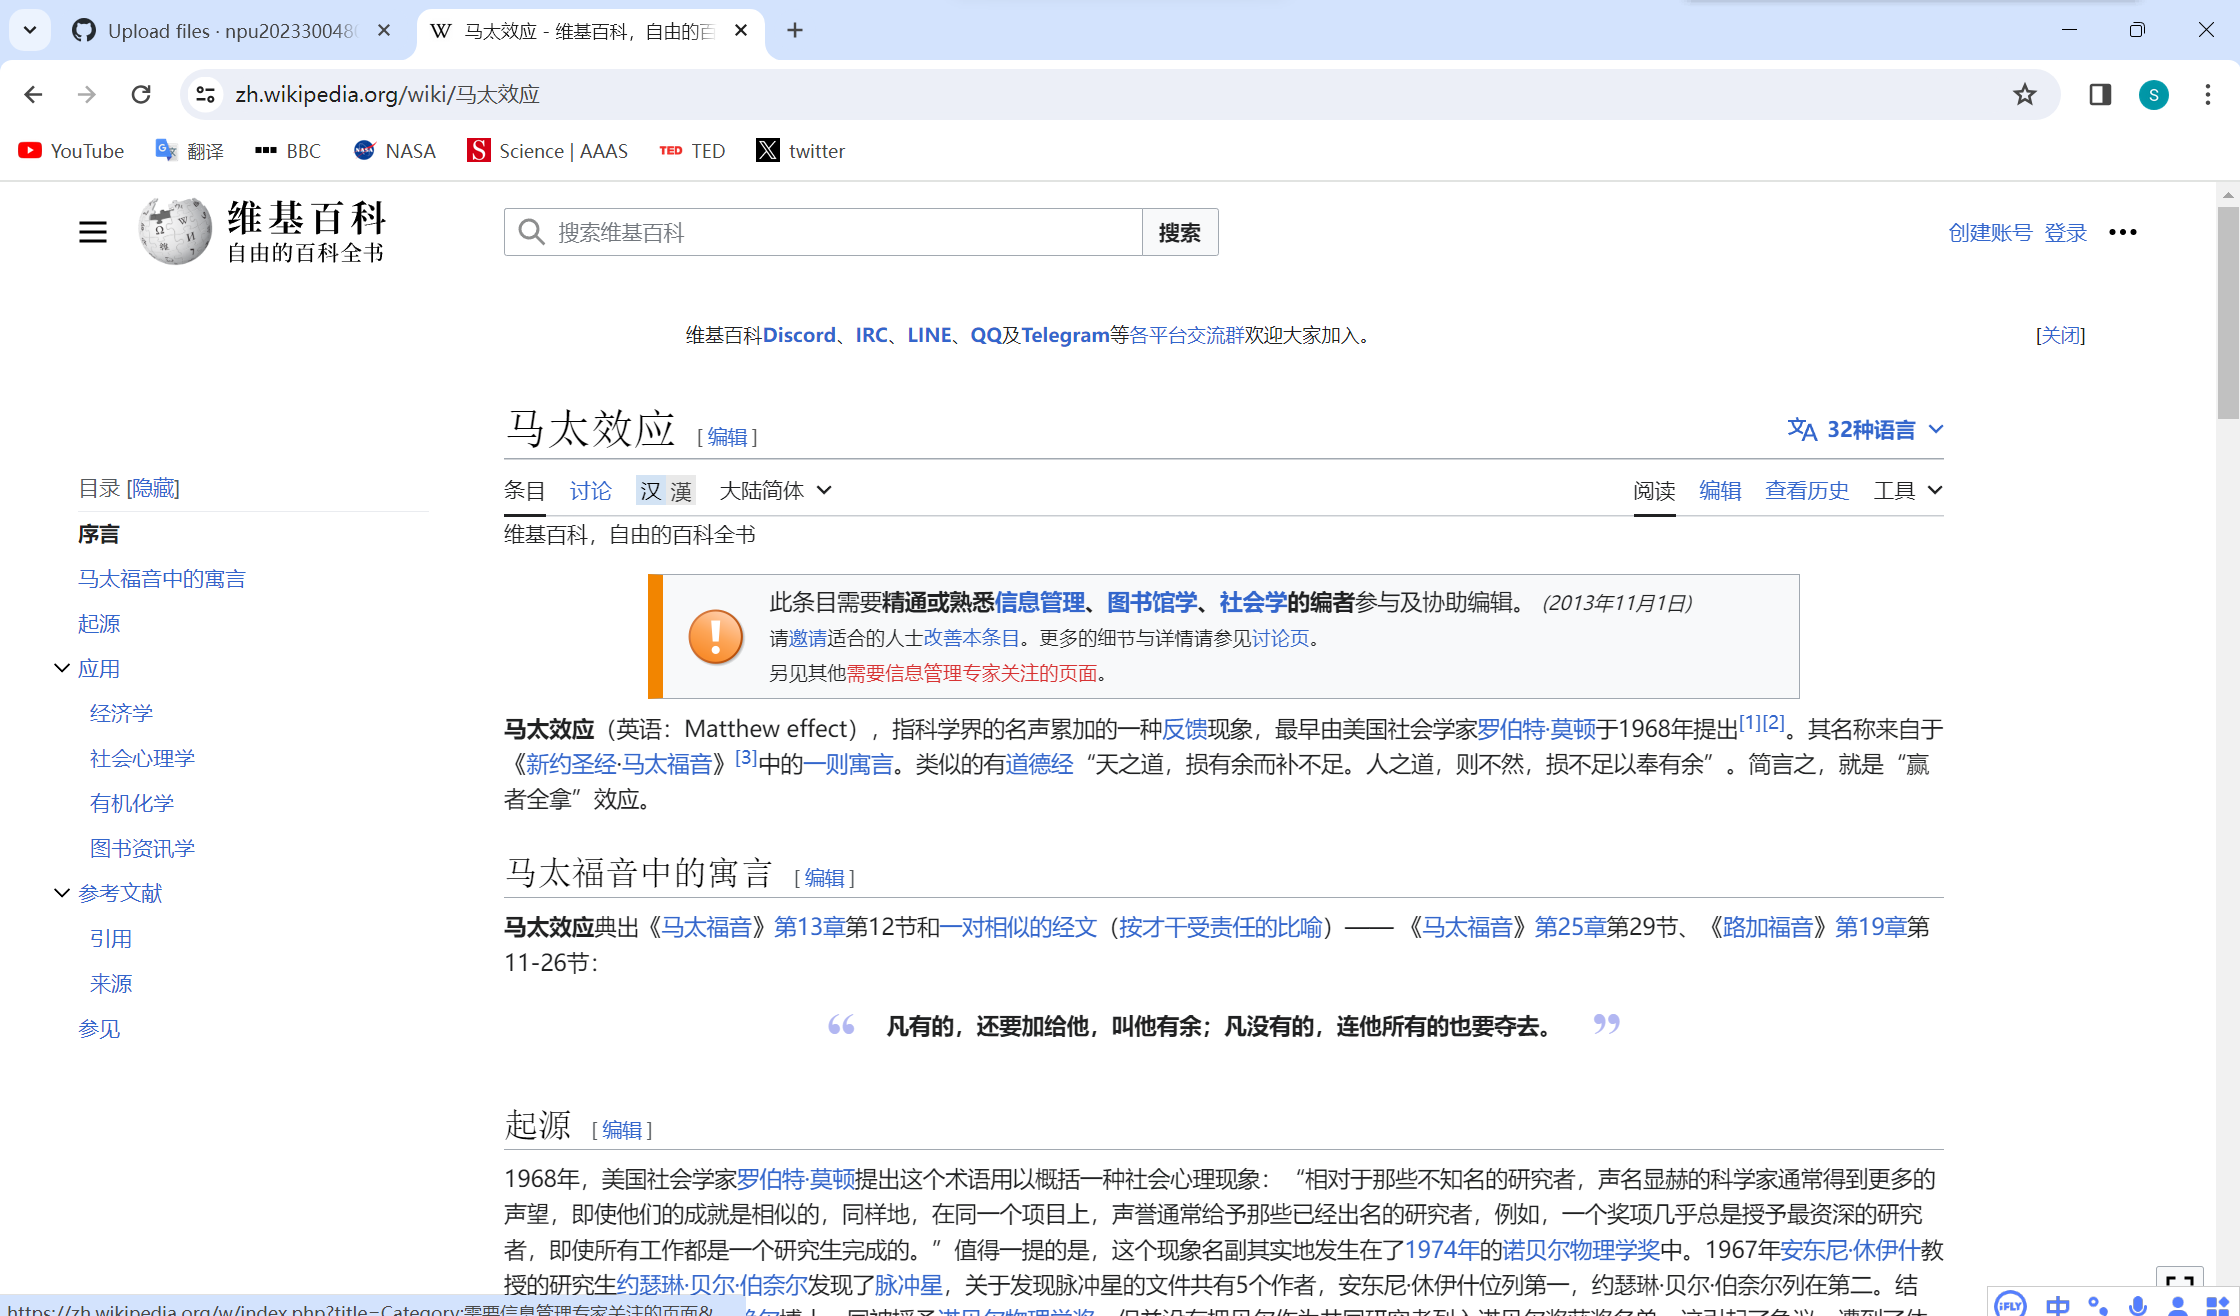 Upload files · npu202330048
马太效应 - 维基百科，自由的百
zh.wikipedia.org/wiki/马太效应
S
YouTube 翻译 BBC NASA Science | AAAS TED twitter
维基百科
自由的百科全书
搜索维基百科 搜索
创建账号 登录
维基百科Discord、IRC、LINE、QQ及Telegram等各平台交流群欢迎大家加入。 [关闭]
马太效应 [编辑]
32种语言
目录 [隐藏]
序言
马太福音中的寓言
起源
应用
经济学
社会心理学
有机化学
图书资讯学
参考文献
引用
来源
参见
条目 讨论 汉 漢 大陆简体 阅读 编辑 查看历史 工具
维基百科，自由的百科全书
此条目需要精通或熟悉信息管理、图书馆学、社会学的编者参与及协助编辑。 (2013年11月1日)
请邀请适合的人士改善本条目。更多的细节与详情请参见讨论页。
另见其他需要信息管理专家关注的页面。
马太效应（英语：Matthew effect），指科学界的名声累加的一种反馈现象，最早由美国社会学家罗伯特·莫顿于1968年提出[1][2]。其名称来自于
《新约圣经·马太福音》[3]中的一则寓言。类似的有道德经“天之道，损有余而补不足。人之道，则不然，损不足以奉有余”。简言之，就是“赢
者全拿”效应。
马太福音中的寓言 [编辑]
马太效应典出《马太福音》第13章第12节和一对相似的经文（按才干受责任的比喻）——《马太福音》第25章第29节、《路加福音》第19章第
11-26节：
“ 凡有的，还要加给他，叫他有余；凡没有的，连他所有的也要夺去。 ”
起源 [编辑]
1968年，美国社会学家罗伯特·莫顿提出这个术语用以概括一种社会心理现象：“相对于那些不知名的研究者，声名显赫的科学家通常得到更多的
声望，即使他们的成就是相似的，同样地，在同一个项目上，声誉通常给予那些已经出名的研究者，例如，一个奖项几乎总是授予最资深的研究
者，即使所有工作都是一个研究生完成的。”值得一提的是，这个现象名副其实地发生在了1974年的诺贝尔物理学奖中。1967年安东尼·休伊什教
授的研究生约瑟琳·贝尔·伯奈尔发现了脉冲星，关于发现脉冲星的文件共有5个作者，安东尼·休伊什位列第一，约瑟琳·贝尔·伯奈尔列在第二。结
https://zh.wikipedia.org/w/index.php?title=Category:需要信息管理专家关注的页面&
iFLY 中